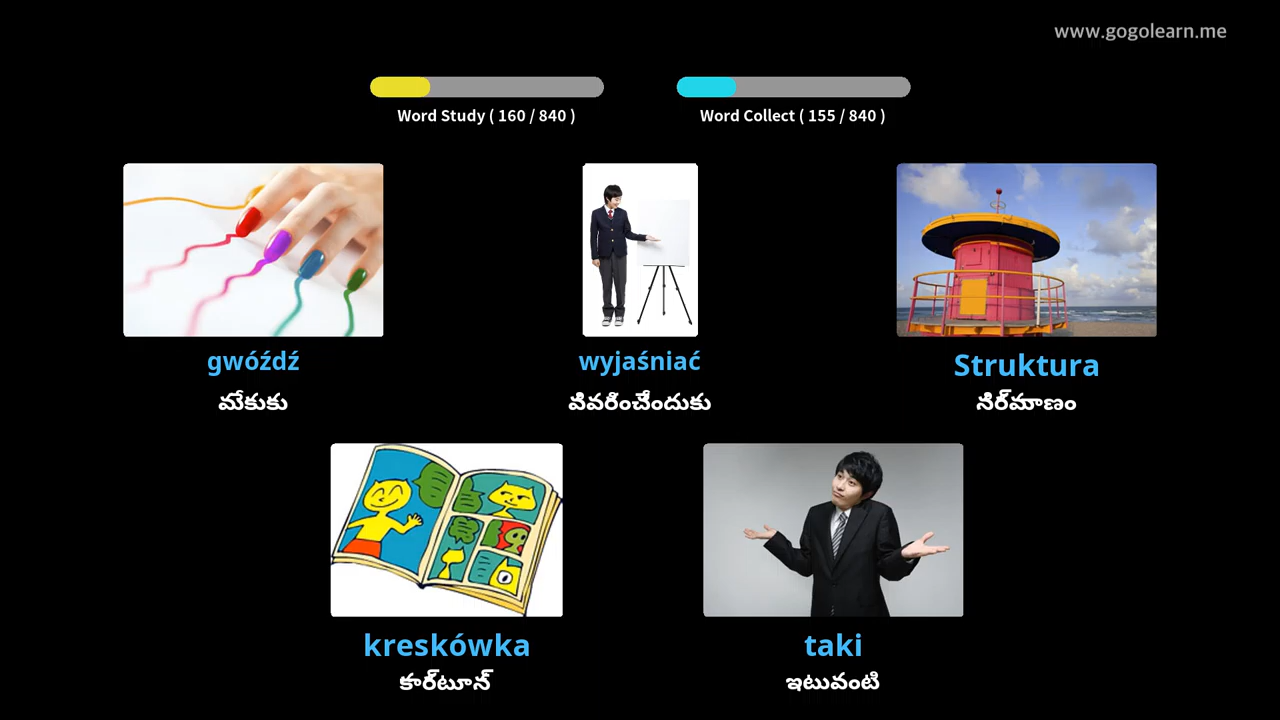 www.gogolearn.me
Word Study ( 160 / 840 )
Word Collect ( 155 / 840 )
gwóźdź
wyjaśniać
Struktura
మేకుకు
వివరించేందుకు
నిర్మాణం
kreskówka
taki
కార్టూన్
ఇటువంటి